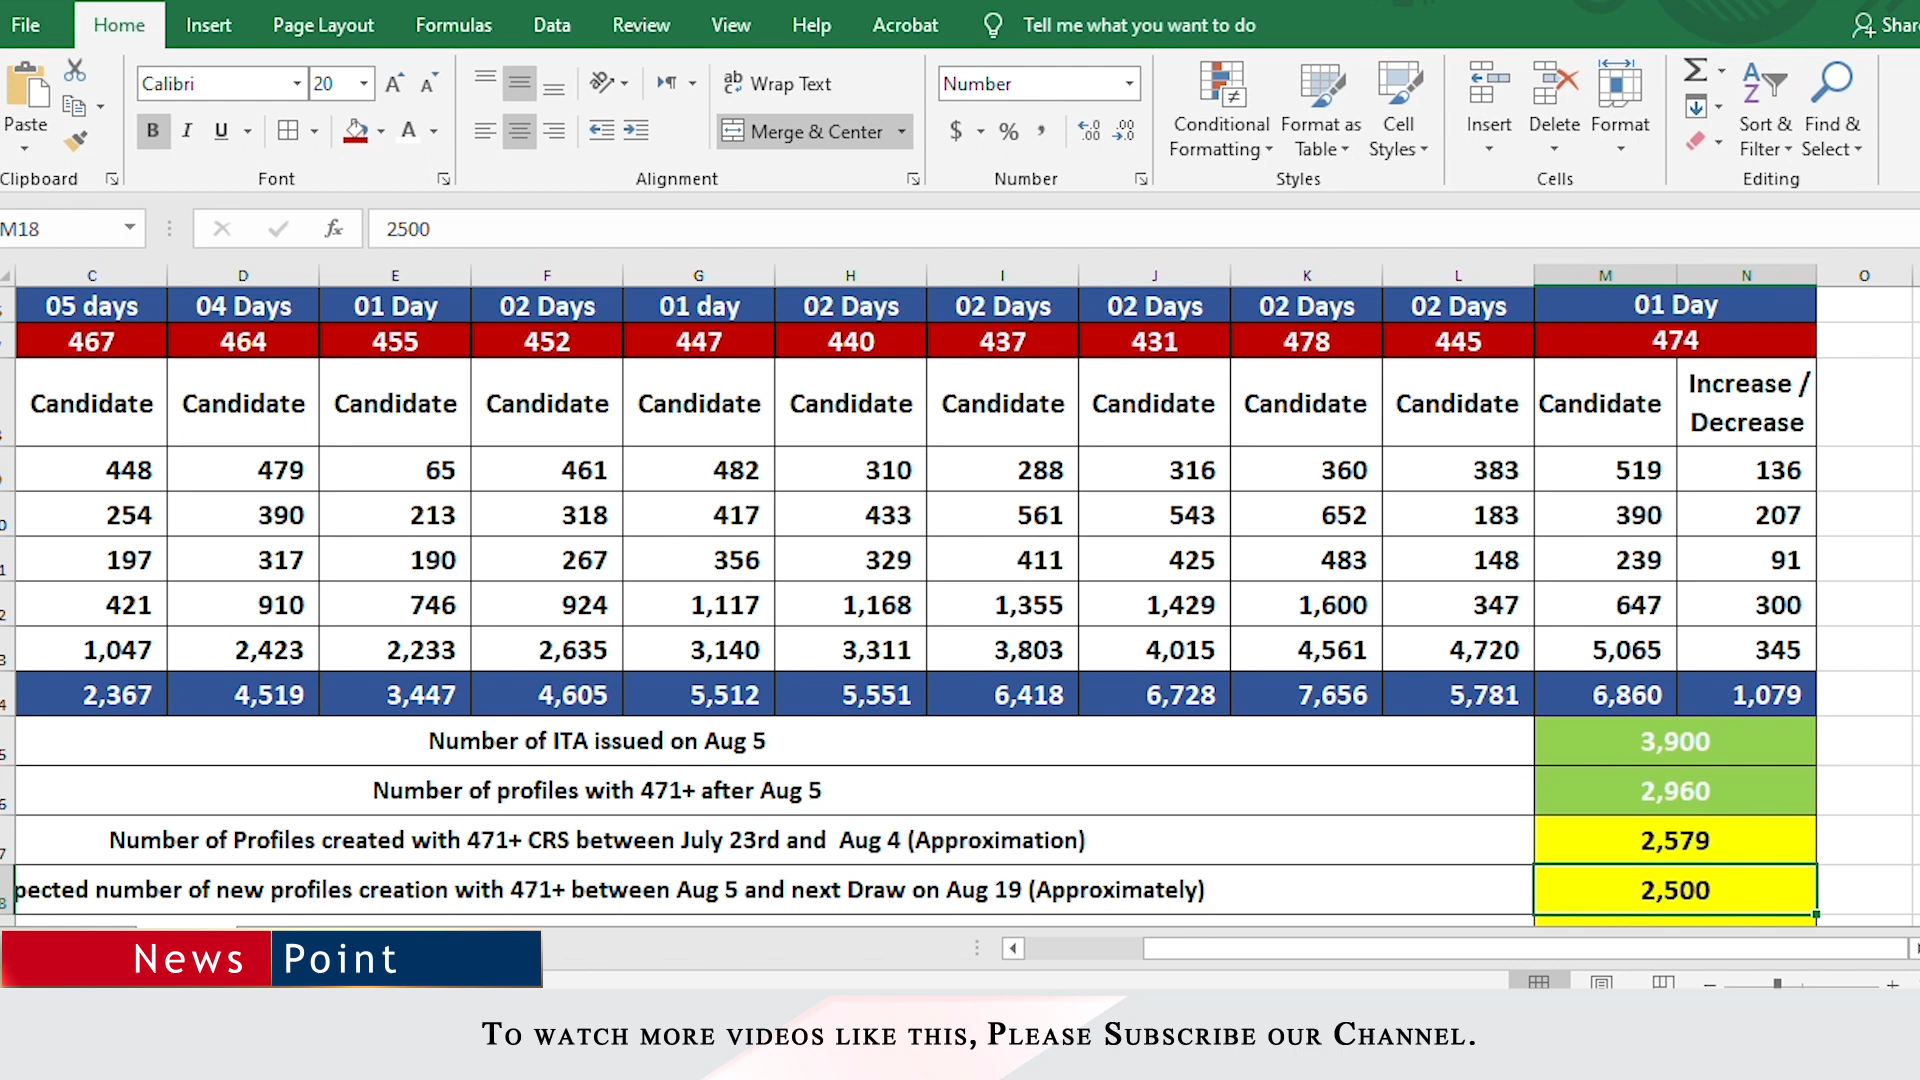 File Home Insert Page Layout Formulas Data Review View Help Acrobat Tell me what you want to do
Calibri 20 A A ab Wrap Text Number Σ A Z
Paste B I U A Merge & Center $ % , Conditional Formatting Format as Table Cell Styles Insert Delete Format Sort & Filter Find & Select
Clipboard Font Alignment Number Styles Cells Editing
M18 fx 2500
C D E F G H I J K L M N O
05 days 04 Days 01 Day 02 Days 01 day 02 Days 02 Days 02 Days 02 Days 02 Days 01 Day
467 464 455 452 447 440 437 431 478 445 474
Candidate Candidate Candidate Candidate Candidate Candidate Candidate Candidate Candidate Candidate Candidate Increase / Decrease
448 479 65 461 482 310 288 316 360 383 519 136
254 390 213 318 417 433 561 543 652 183 390 207
197 317 190 267 356 329 411 425 483 148 239 91
421 910 746 924 1,117 1,168 1,355 1,429 1,600 347 647 300
1,047 2,423 2,233 2,635 3,140 3,311 3,803 4,015 4,561 4,720 5,065 345
2,367 4,519 3,447 4,605 5,512 5,551 6,418 6,728 7,656 5,781 6,860 1,079
Number of ITA issued on Aug 5 3,900
Number of profiles with 471+ after Aug 5 2,960
Number of Profiles created with 471+ CRS between July 23rd and Aug 4 (Approximation) 2,579
pected number of new profiles creation with 471+ between Aug 5 and next Draw on Aug 19 (Approximately) 2,500
News Point
To watch more videos like this, Please Subscribe our Channel.